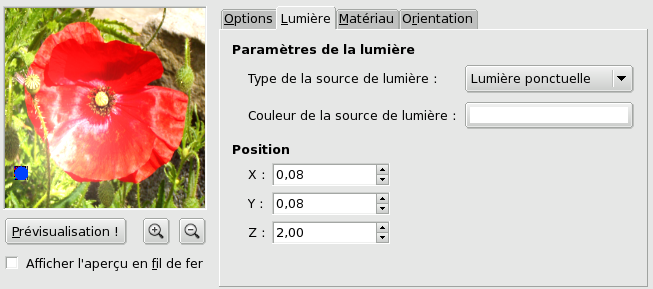 Options Lumière Matériau Orientation
Paramètres de la lumière
Type de la source de lumière : Lumière ponctuelle
Couleur de la source de lumière :
Position
X : 0,08
Y : 0,08
Z : 2,00
Prévisualisation !
Afficher l'aperçu en fil de fer